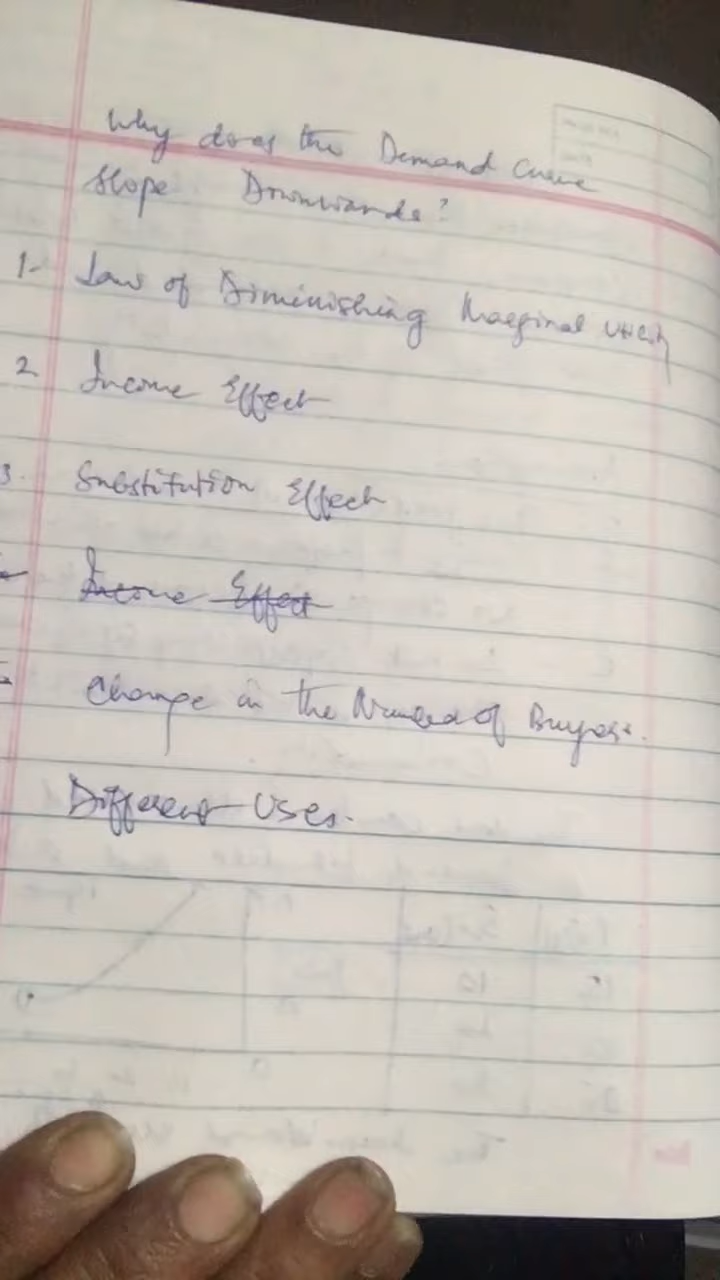 Why does the Demand Curve
slope Downwards?
1- Law of Diminishing Marginal Utility
2 Income Effect
3. Substitution Effect
Income Effect
Change in the Number of Buyers.
Different Uses.